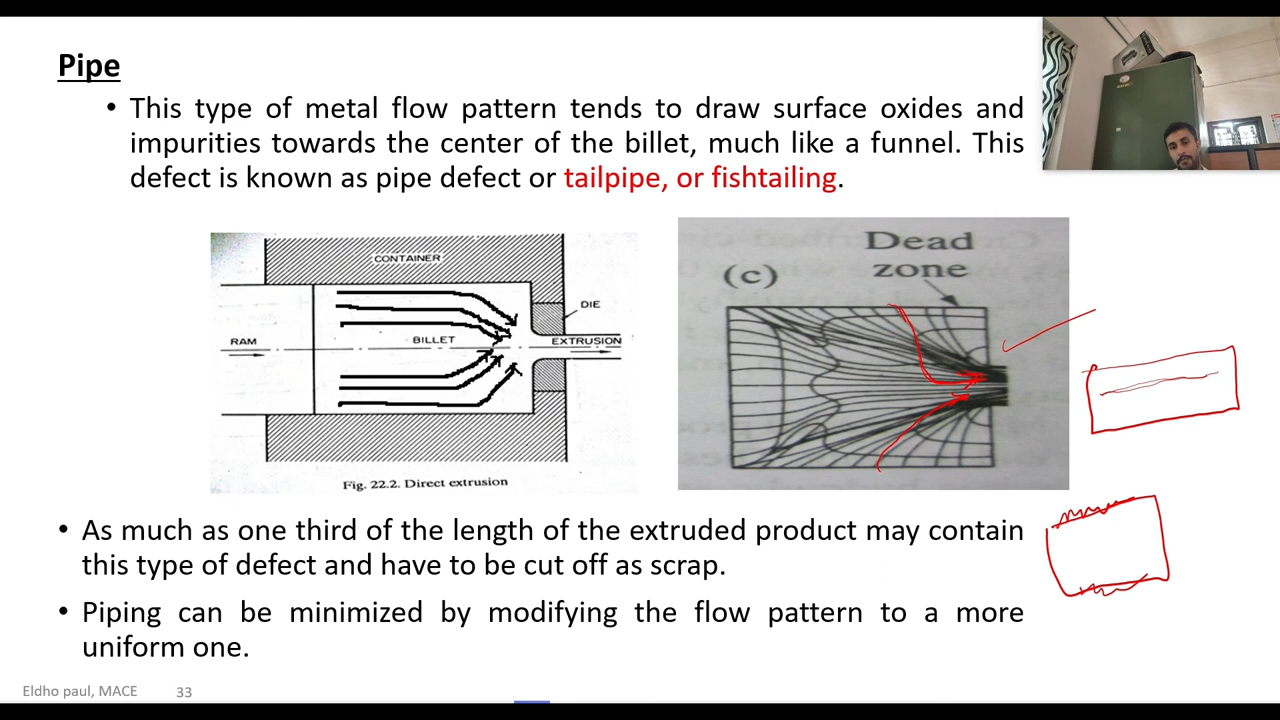 Pipe
• This type of metal flow pattern tends to draw surface oxides and
impurities towards the center of the billet, much like a funnel. This
defect is known as pipe defect or tailpipe, or fishtailing.
CONTAINER
DIE
RAM
BILLET
EXTRUSION
Fig. 22.2. Direct extrusion
Dead
(c) zone
• As much as one third of the length of the extruded product may contain
this type of defect and have to be cut off as scrap.
• Piping can be minimized by modifying the flow pattern to a more
uniform one.
Eldho paul, MACE 33